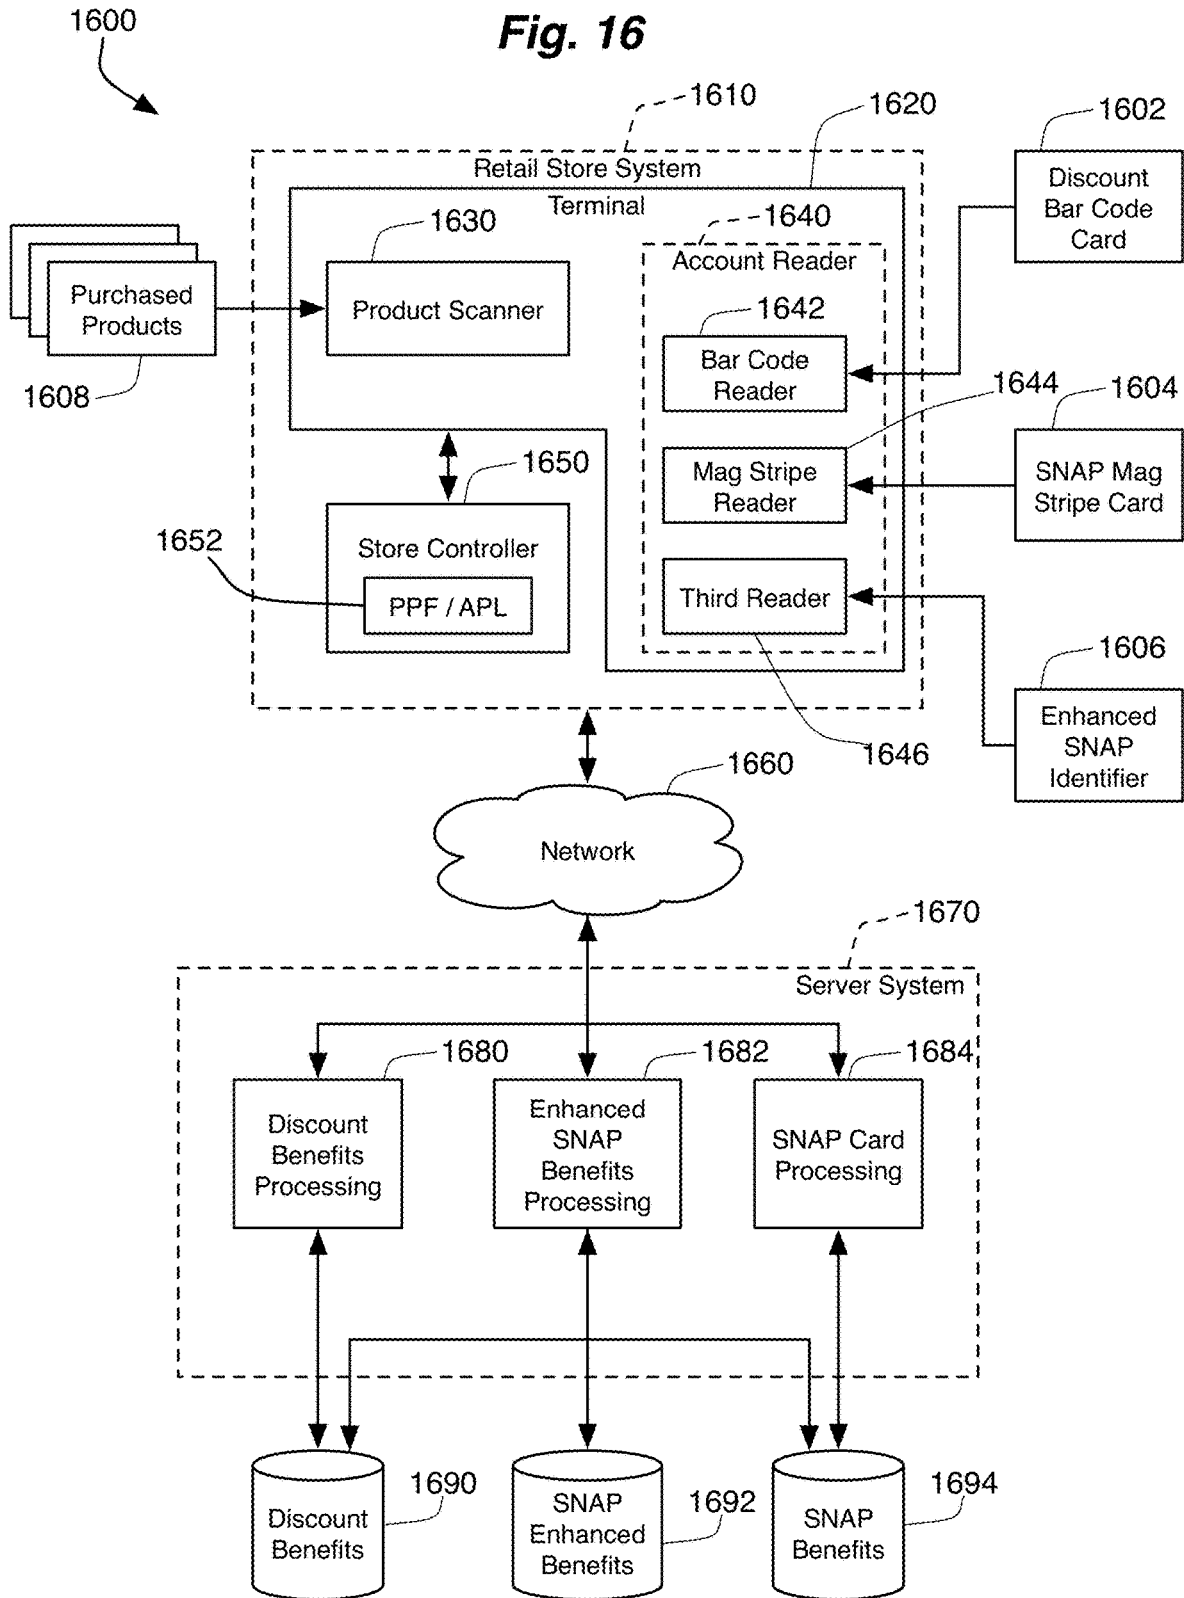 Fig. 16
1600
1610
1620
1602
Retail Store System
Terminal
Discount
Bar Code
Card
1630
1640
Account Reader
Purchased
Products
Product Scanner
1642
Bar Code
Reader
1608
1644
1604
1650
Mag Stripe
Reader
SNAP Mag
Stripe Card
1652
Store Controller
PPF / APL
Third Reader
1606
1646
Enhanced
SNAP
Identifier
1660
Network
1670
Server System
1680
1682
1684
Discount
Benefits
Processing
Enhanced
SNAP
Benefits
Processing
SNAP Card
Processing
1690
1692
1694
Discount
Benefits
SNAP
Enhanced
Benefits
SNAP
Benefits